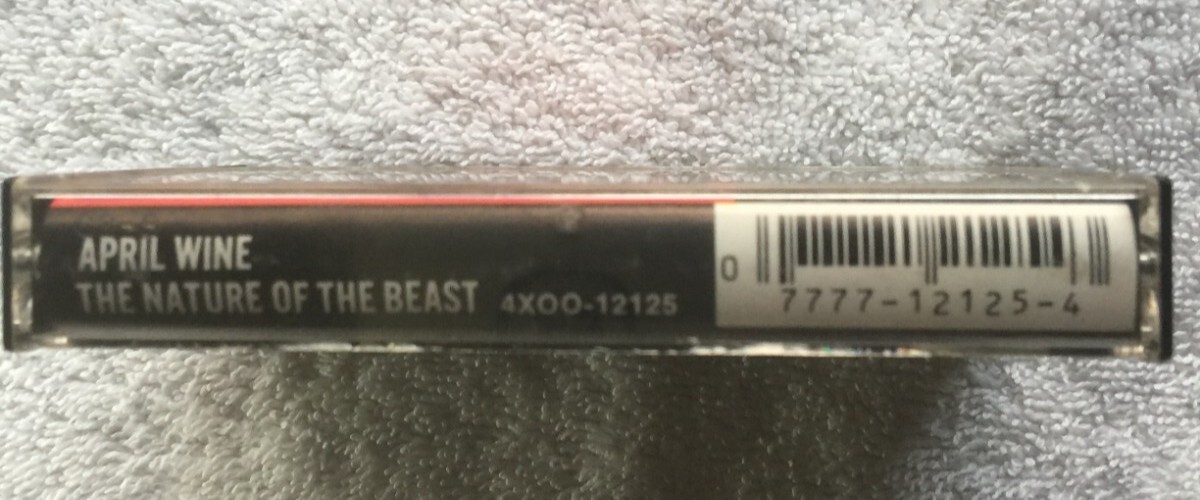 APRIL WINE
THE NATURE OF THE BEAST 4XOO-12125
0 7777-12125-4